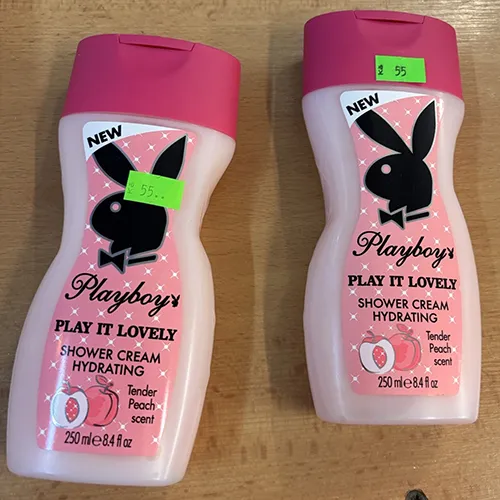 NEW
55..
Playboy
PLAY IT LOVELY
SHOWER CREAM
HYDRATING
Tender
Peach
scent
250 ml e 8.4 fl oz
Kčs 55
NEW
Playboy
PLAY IT LOVELY
SHOWER CREAM
HYDRATING
Tender
Peach
scent
250 ml e 8.4 fl oz